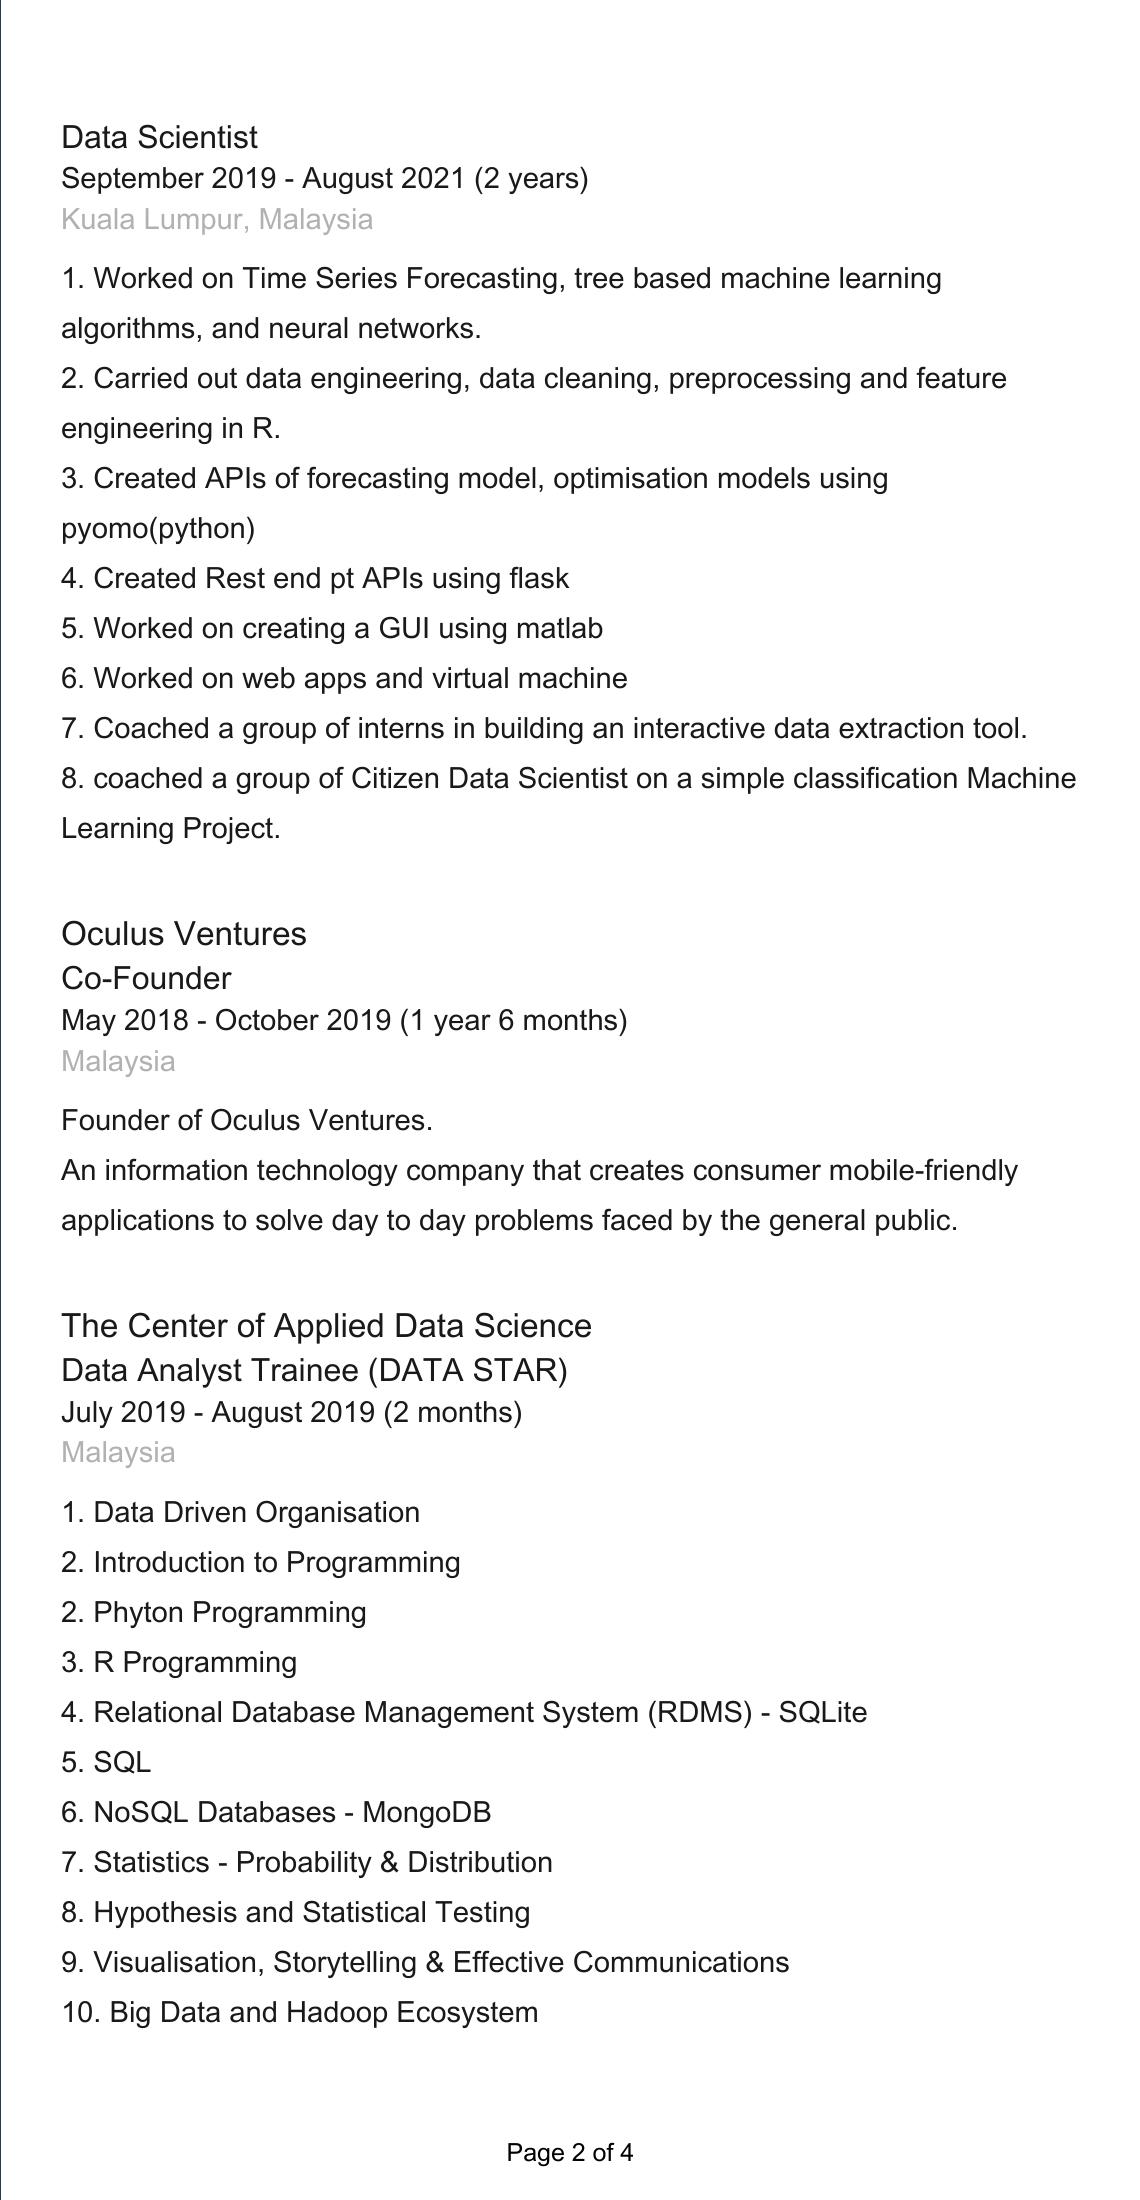 Data Scientist
September 2019 - August 2021 (2 years)
Kuala Lumpur, Malaysia
1. Worked on Time Series Forecasting, tree based machine learning
algorithms, and neural networks.
2. Carried out data engineering, data cleaning, preprocessing and feature
engineering in R.
3. Created APIs of forecasting model, optimisation models using
pyomo(python)
4. Created Rest end pt APIs using flask
5. Worked on creating a GUI using matlab
6. Worked on web apps and virtual machine
7. Coached a group of interns in building an interactive data extraction tool.
8. coached a group of Citizen Data Scientist on a simple classification Machine
Learning Project.
Oculus Ventures
Co-Founder
May 2018 - October 2019 (1 year 6 months)
Malaysia
Founder of Oculus Ventures.
An information technology company that creates consumer mobile-friendly
applications to solve day to day problems faced by the general public.
The Center of Applied Data Science
Data Analyst Trainee (DATA STAR)
July 2019 - August 2019 (2 months)
Malaysia
1. Data Driven Organisation
2. Introduction to Programming
2. Phyton Programming
3. R Programming
4. Relational Database Management System (RDMS) - SQLite
5. SQL
6. NoSQL Databases - MongoDB
7. Statistics - Probability & Distribution
8. Hypothesis and Statistical Testing
9. Visualisation, Storytelling & Effective Communications
10. Big Data and Hadoop Ecosystem
Page 2 of 4